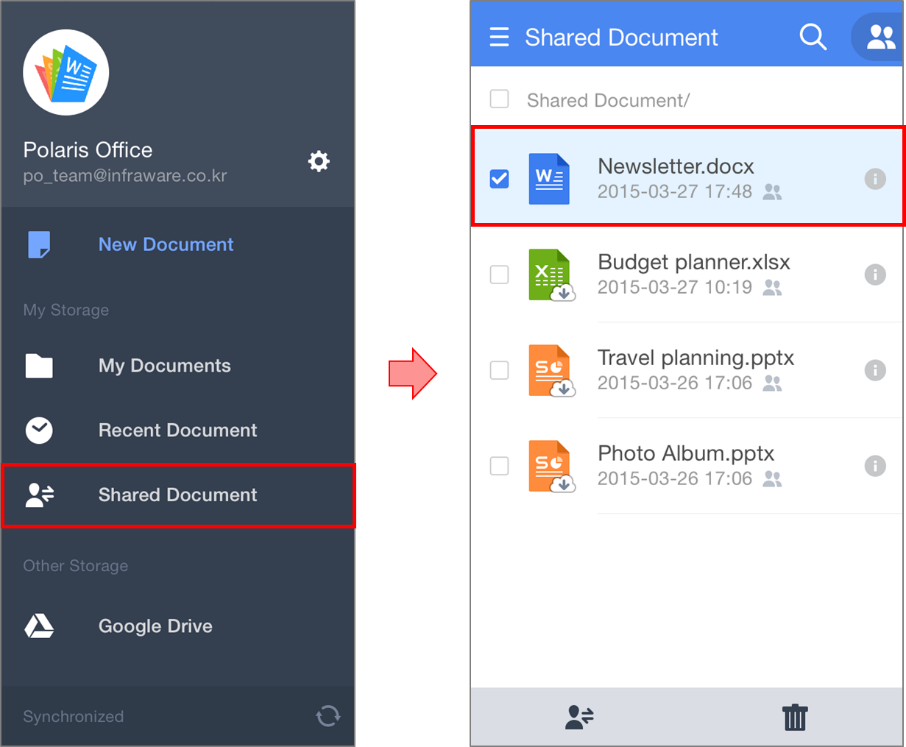 W
Polaris Office
po_team@infraware.co.kr
New Document
My Storage
My Documents
Recent Document
Shared Document
Other Storage
Google Drive
Synchronized
Shared Document
Shared Document/
W
Newsletter.docx
2015-03-27 17:48
X
Budget planner.xlsx
2015-03-27 10:19
S
Travel planning.pptx
2015-03-26 17:06
S
Photo Album.pptx
2015-03-26 17:06